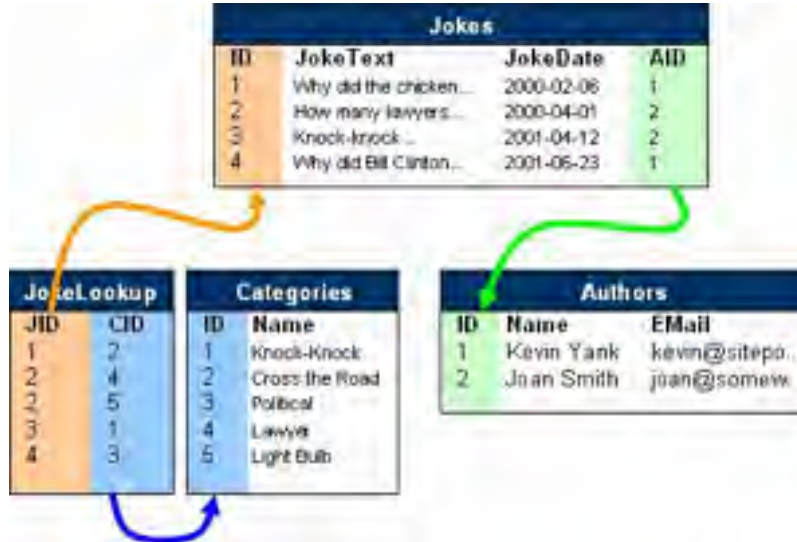 Jokes
ID JokeText JokeDate AID
1 Why did the chicken... 2000-02-06 1
2 How many lawyers... 2000-04-01 2
3 Knock-knock... 2001-04-12 2
4 Why did Bill Clinton... 2001-06-23 1
JokeLookup
JID CID
1 2
2 4
2 5
3 1
4 3
Categories
ID Name
1 Knock-Knock
2 Cross the Road
3 Political
4 Lawyer
5 Light Bulb
Authors
ID Name EMail
1 Kevin Yank kevin@sitepo..
2 Joan Smith joan@somew.